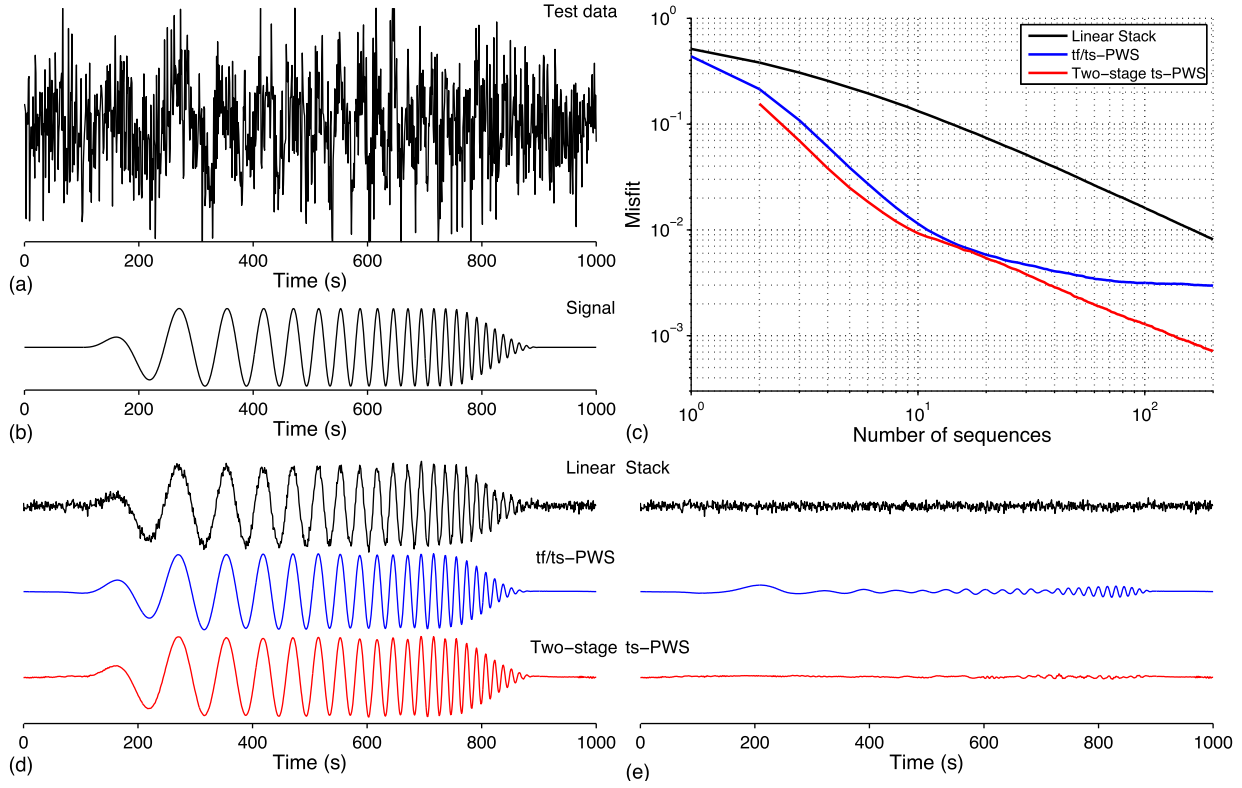 Test data
0 200 400 600 800 1000
Time (s)
(a)
Signal
0 200 400 600 800 1000
Time (s)
(b)
10^0
10^-1
10^-2
10^-3
Misfit
Linear Stack
tf/ts-PWS
Two-stage ts-PWS
10^0 10^1 10^2
Number of sequences
(c)
Linear Stack
tf/ts-PWS
Two-stage ts-PWS
0 200 400 600 800 1000
Time (s)
(d)
0 200 400 600 800 1000
Time (s)
(e)